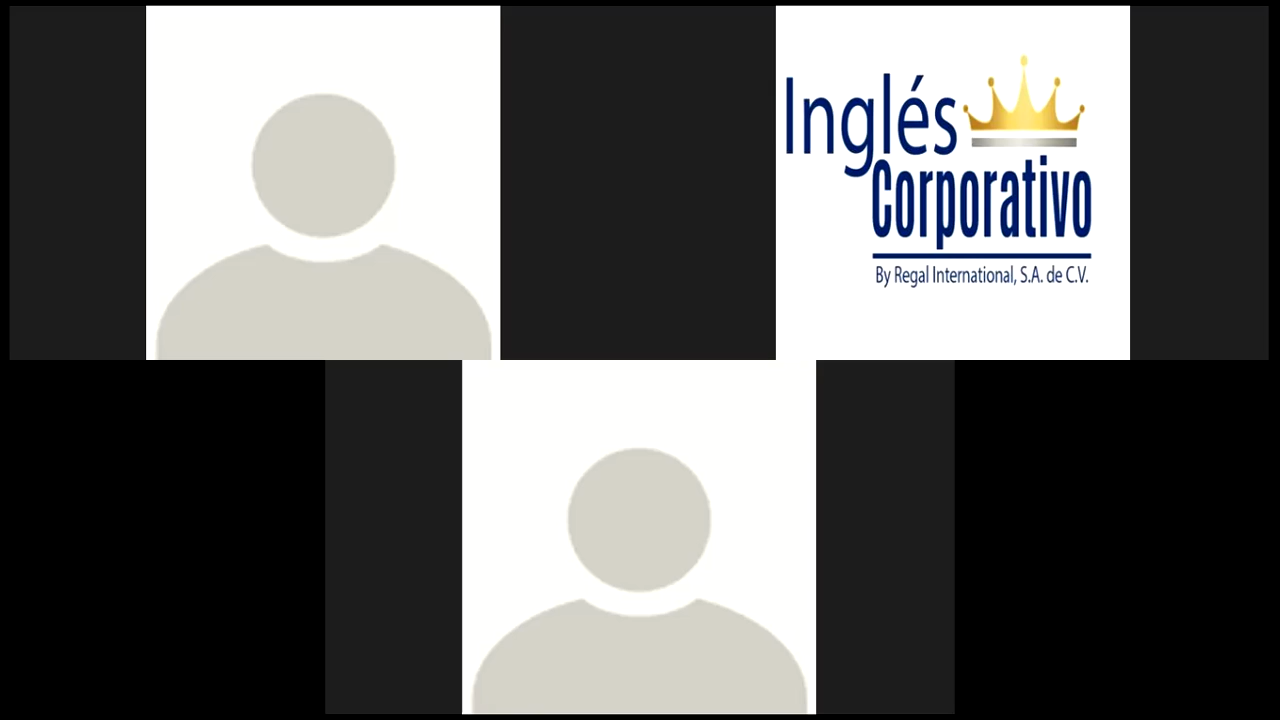 Inglés
Corporativo
By Regal International, S.A. de C.V.